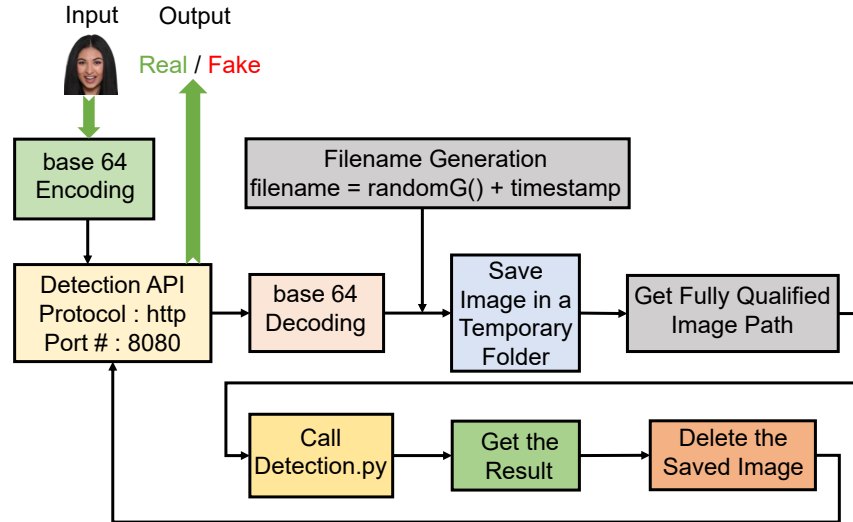 Input
Output
Real / Fake
base 64
Encoding
Filename Generation
filename = randomG() + timestamp
Detection API
Protocol : http
Port # : 8080
base 64
Decoding
Save
Image in a
Temporary
Folder
Get Fully Qualified
Image Path
Call
Detection.py
Get the
Result
Delete the
Saved Image